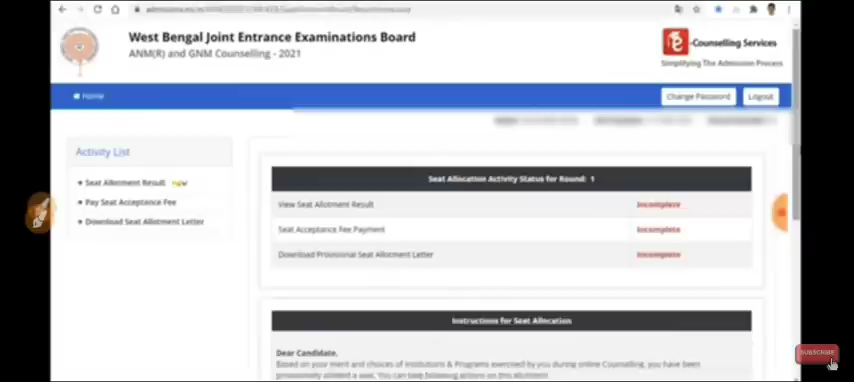 West Bengal Joint Entrance Examinations Board
ANM(R) and GNM Counselling - 2021
e-Counselling Services
Simplifying The Admission Process
Home
Change Password
Logout
Activity List
Seat Allotment Result
Pay Seat Acceptance Fee
Download Seat Allotment Letter
Seat Allocation Activity Status for Round: 1
View Seat Allotment Result Incomplete
Seat Acceptance Fee Payment Incomplete
Download Provisional Seat Allotment Letter Incomplete
Instructions for Seat Allocation
Dear Candidate,
Based on your merit and choices of Institutions & Programs exercised by you during online Counselling, you have been
provisionally allotted a seat. You can take following actions on this allotment
SUBSCRIBE